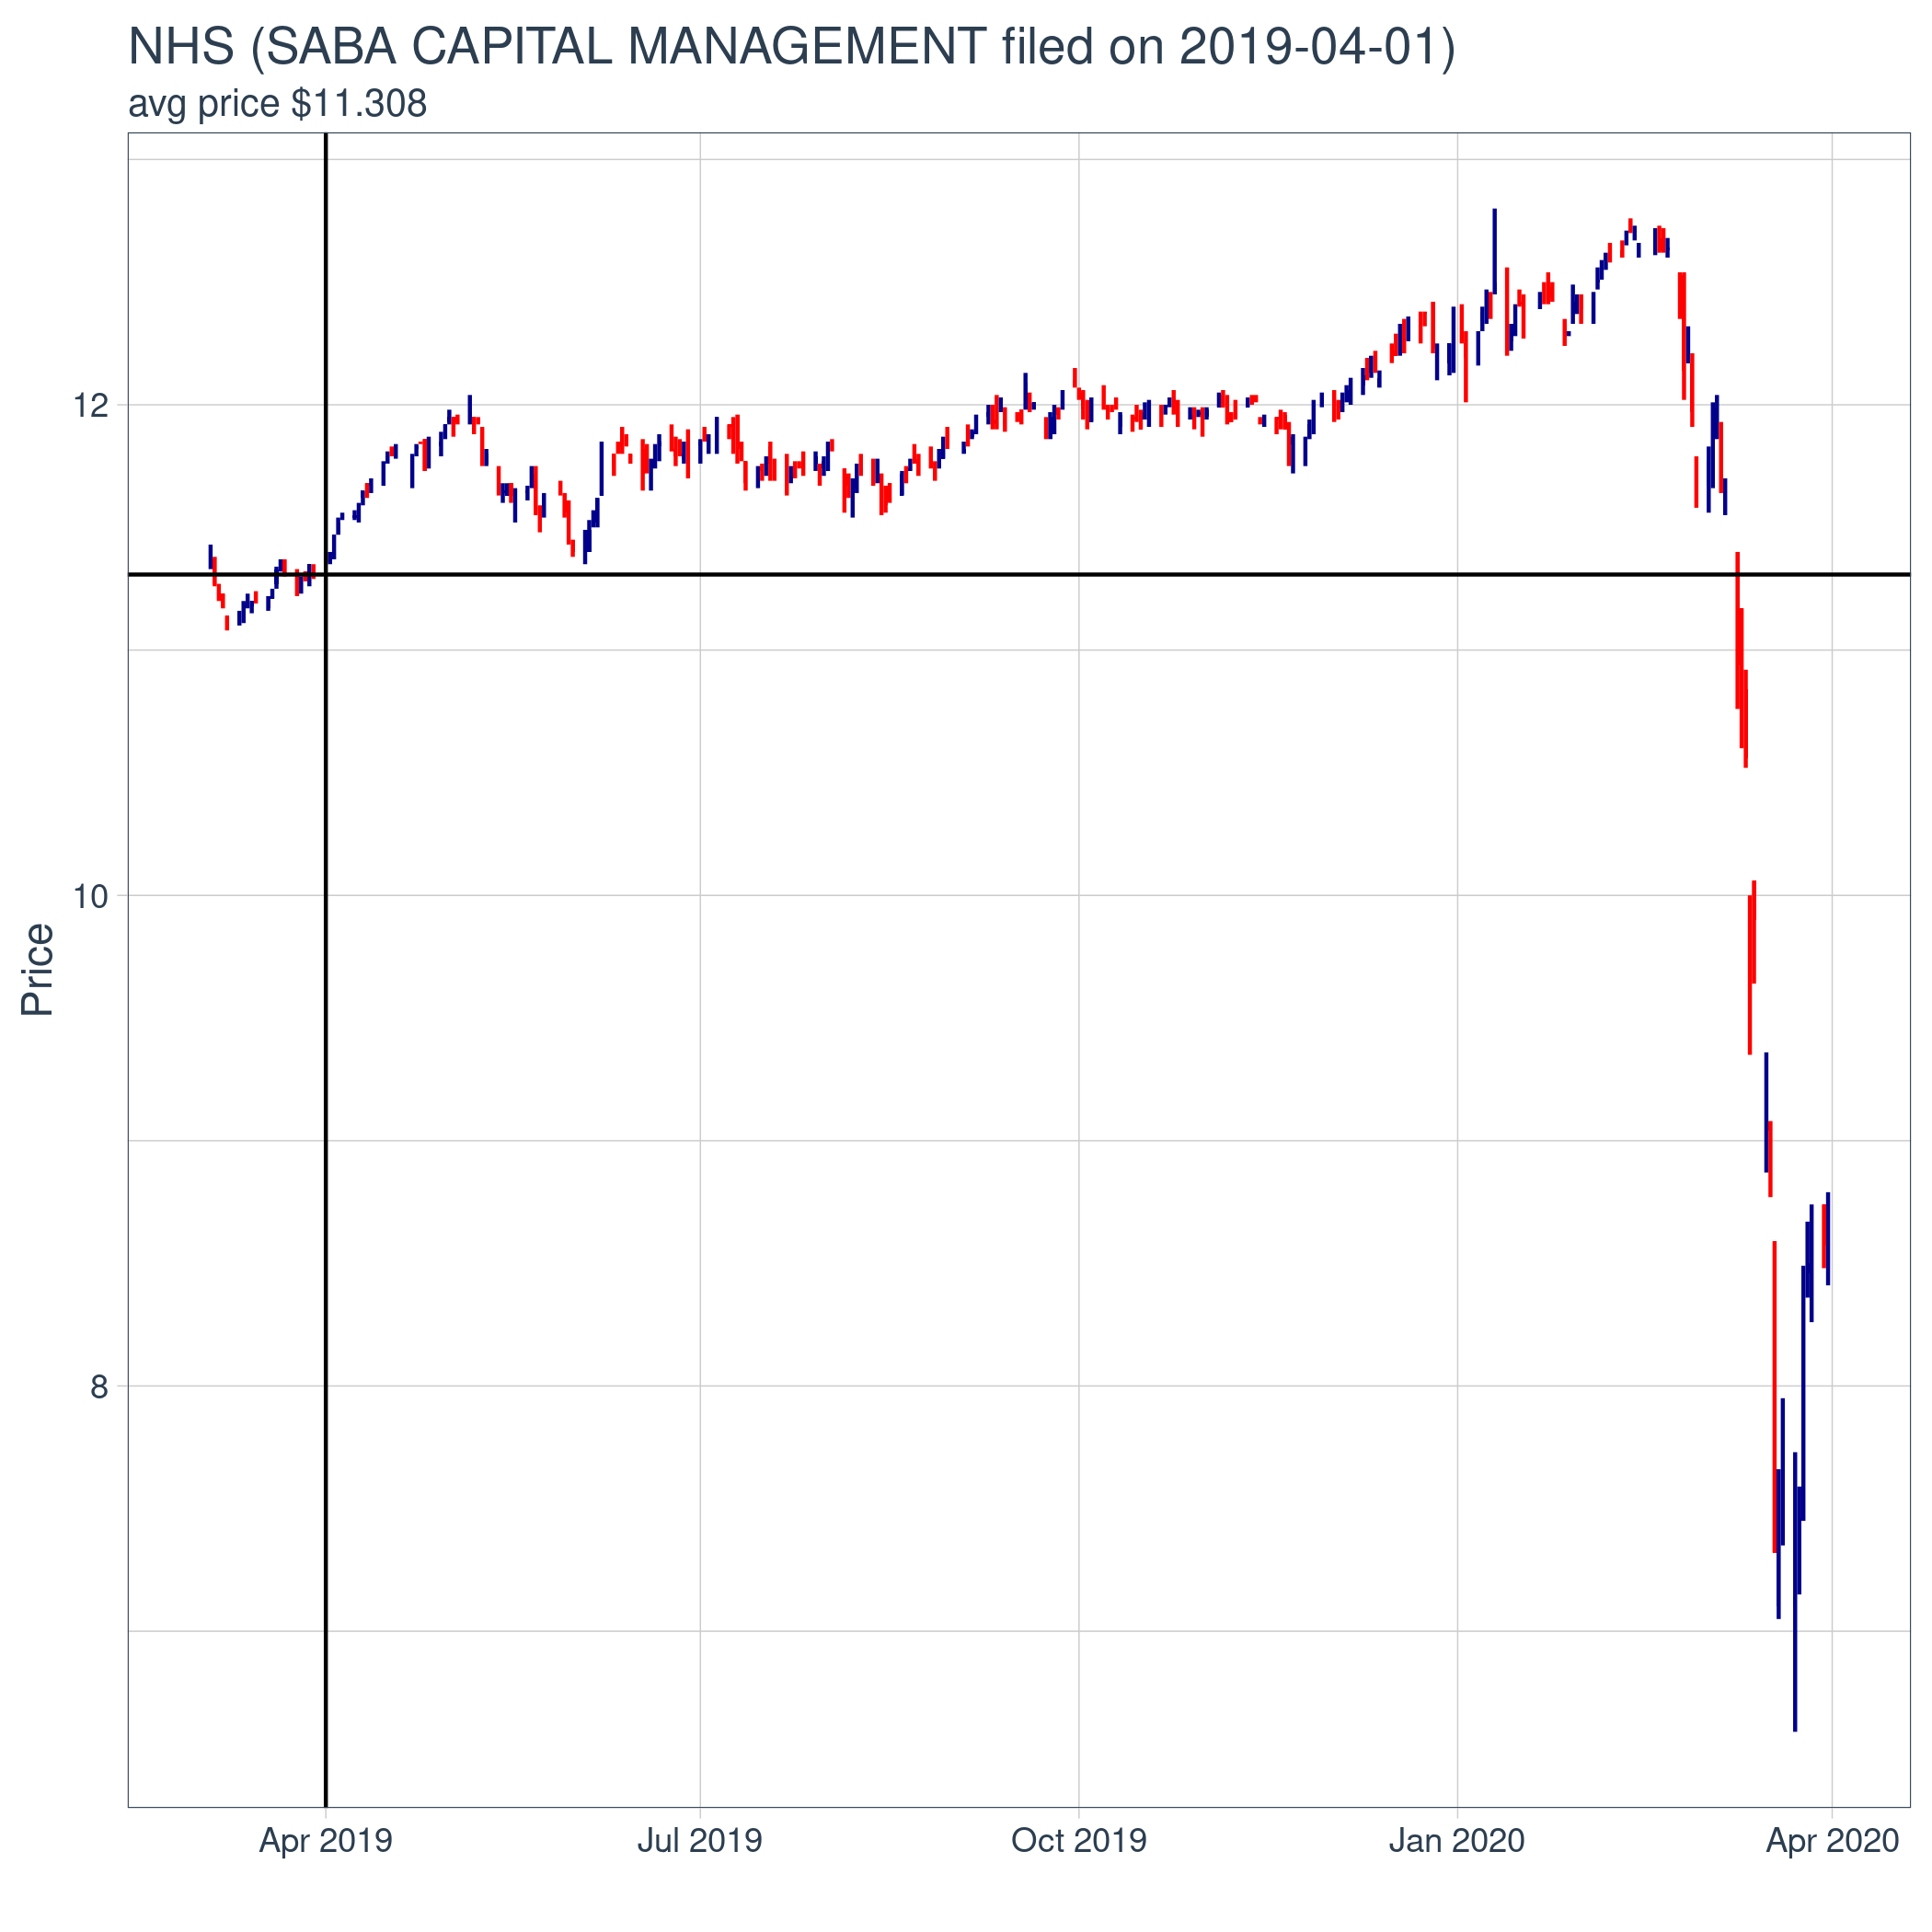 NHS (SABA CAPITAL MANAGEMENT filed on 2019-04-01)
avg price $11.308
Price
12
10
8
Apr 2019
Jul 2019
Oct 2019
Jan 2020
Apr 2020